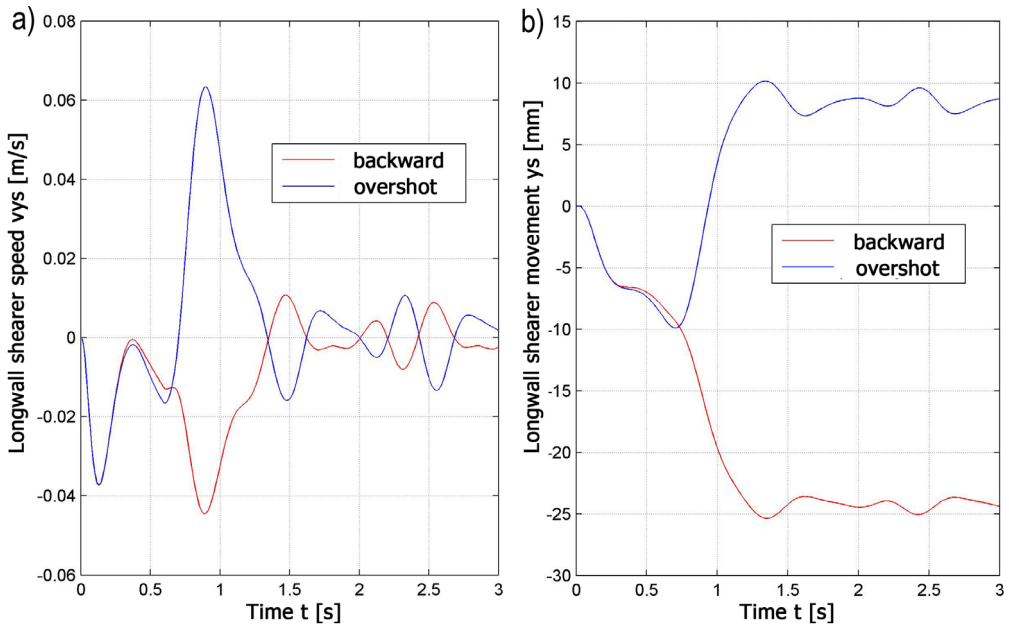 a)
Longwall shearer speed vys [m/s]
0.08
0.06
0.04
0.02
0
-0.02
-0.04
-0.06
backward
overshot
0 0.5 1 1.5 2 2.5 3
Time t [s]
b)
Longwall shearer movement ys [mm]
15
10
5
0
-5
-10
-15
-20
-25
-30
backward
overshot
0 0.5 1 1.5 2 2.5 3
Time t [s]